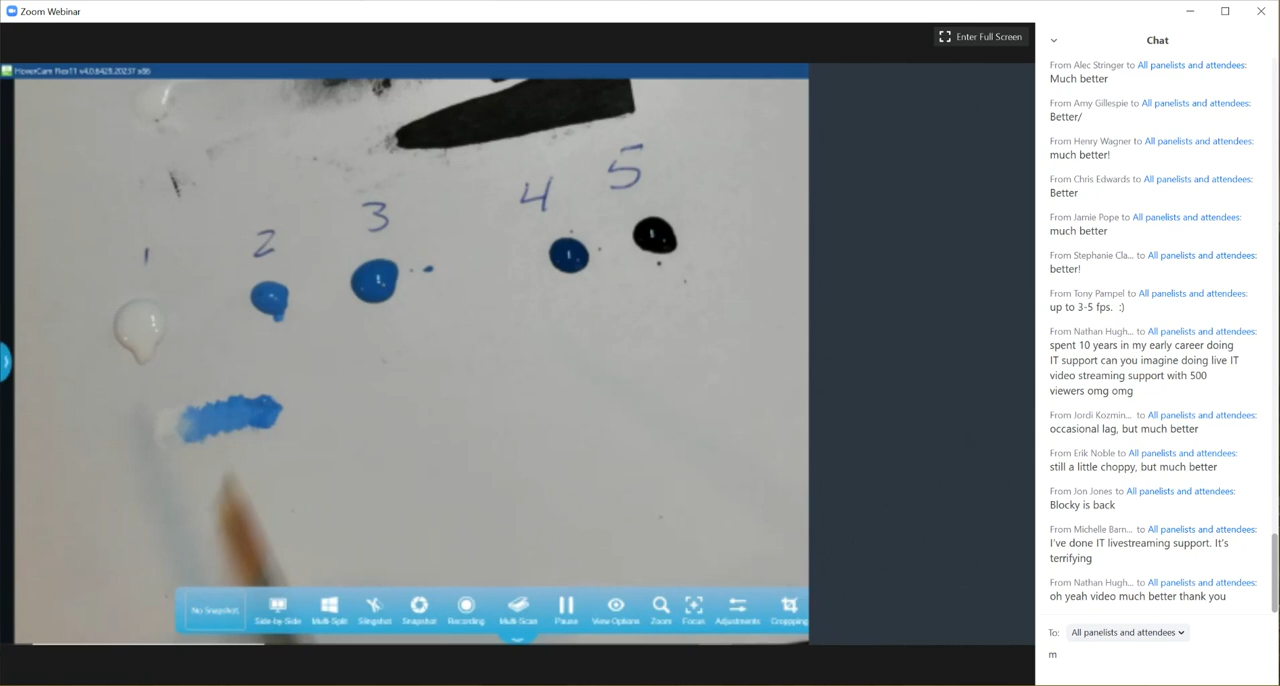 Zoom Webinar
Enter Full Screen
HoverCam Flex11 v4.0.8429.20237 x86
1
2
3
4
5
No Snapshot
Side-by-Side
Multi-Split
Slingshot
Snapshot
Recording
Multi-Scan
Pause
View Options
Zoom
Focus
Adjustments
Cropping
Chat
From Alec Stringer to All panelists and attendees:
Much better
From Amy Gillespie to All panelists and attendees:
Better/
From Henry Wagner to All panelists and attendees:
much better!
From Chris Edwards to All panelists and attendees:
Better
From Jamie Pope to All panelists and attendees:
much better
From Stephanie Cla... to All panelists and attendees:
better!
From Tony Pampel to All panelists and attendees:
up to 3-5 fps. :)
From Nathan Hugh... to All panelists and attendees:
spent 10 years in my early career doing
IT support can you imagine doing live IT
video streaming support with 500
viewers omg omg
From Jordi Kozmin... to All panelists and attendees:
occasional lag, but much better
From Erik Noble to All panelists and attendees:
still a little choppy, but much better
From Jon Jones to All panelists and attendees:
Blocky is back
From Michelle Barn... to All panelists and attendees:
I've done IT livestreaming support. It's
terrifying
From Nathan Hugh... to All panelists and attendees:
oh yeah video much better thank you
To: All panelists and attendees
m